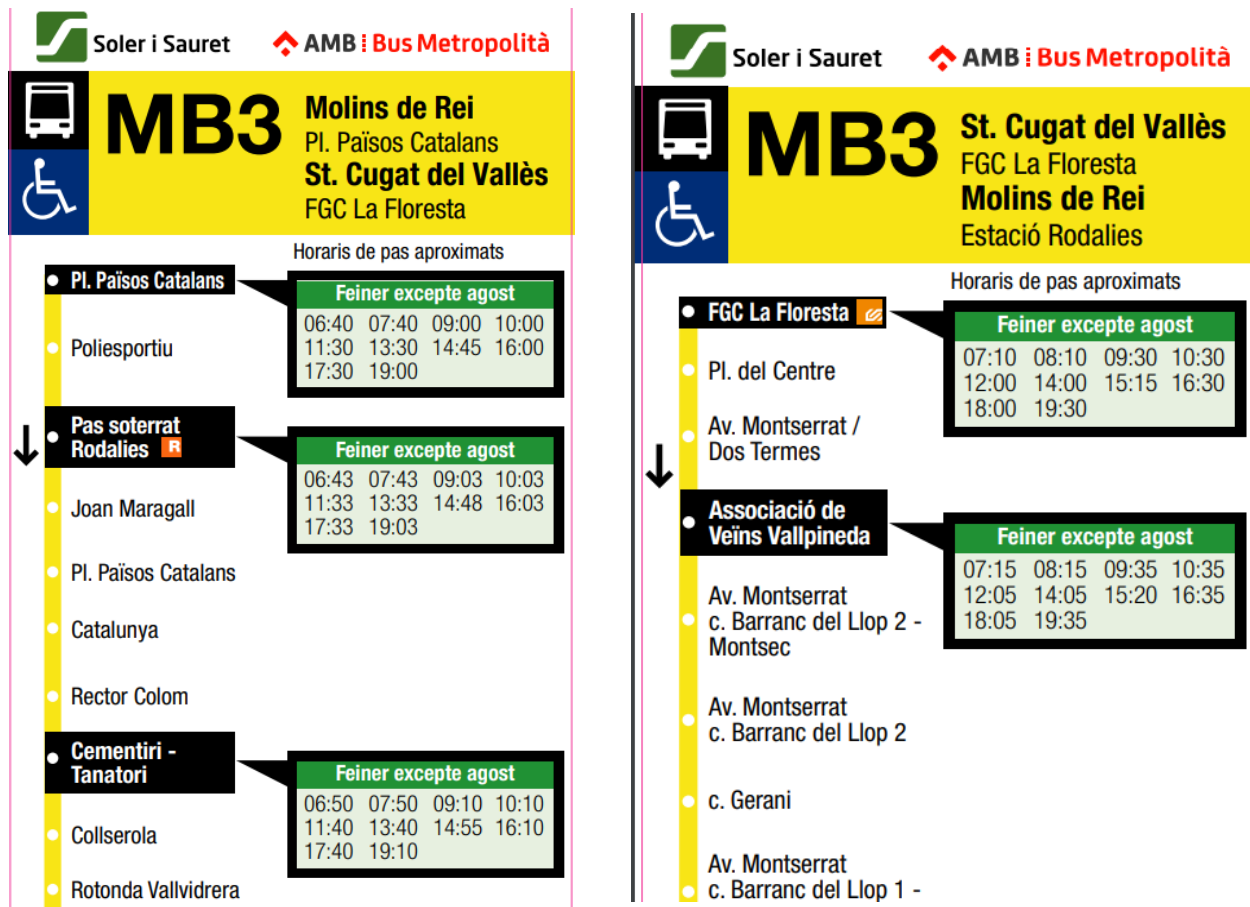 Soler i Sauret
AMB Bus Metropolità
MB3
Molins de Rei
Pl. Països Catalans
St. Cugat del Vallès
FGC La Floresta
Horaris de pas aproximats
Pl. Països Catalans
Feiner excepte agost
06:40 07:40 09:00 10:00
11:30 13:30 14:45 16:00
17:30 19:00
Poliesportiu
Pas soterrat
Rodalies R
Feiner excepte agost
06:43 07:43 09:03 10:03
11:33 13:33 14:48 16:03
17:33 19:03
Joan Maragall
Pl. Països Catalans
Catalunya
Rector Colom
Cementiri -
Tanatori
Feiner excepte agost
06:50 07:50 09:10 10:10
11:40 13:40 14:55 16:10
17:40 19:10
Collserola
Rotonda Vallvidrera
Soler i Sauret
AMB Bus Metropolità
MB3
St. Cugat del Vallès
FGC La Floresta
Molins de Rei
Estació Rodalies
Horaris de pas aproximats
FGC La Floresta
Feiner excepte agost
07:10 08:10 09:30 10:30
12:00 14:00 15:15 16:30
18:00 19:30
Pl. del Centre
Av. Montserrat /
Dos Termes
Associació de
Veïns Vallpineda
Feiner excepte agost
07:15 08:15 09:35 10:35
12:05 14:05 15:20 16:35
18:05 19:35
Av. Montserrat
c. Barranc del Llop 2 -
Montsec
Av. Montserrat
c. Barranc del Llop 2
c. Gerani
Av. Montserrat
c. Barranc del Llop 1 -